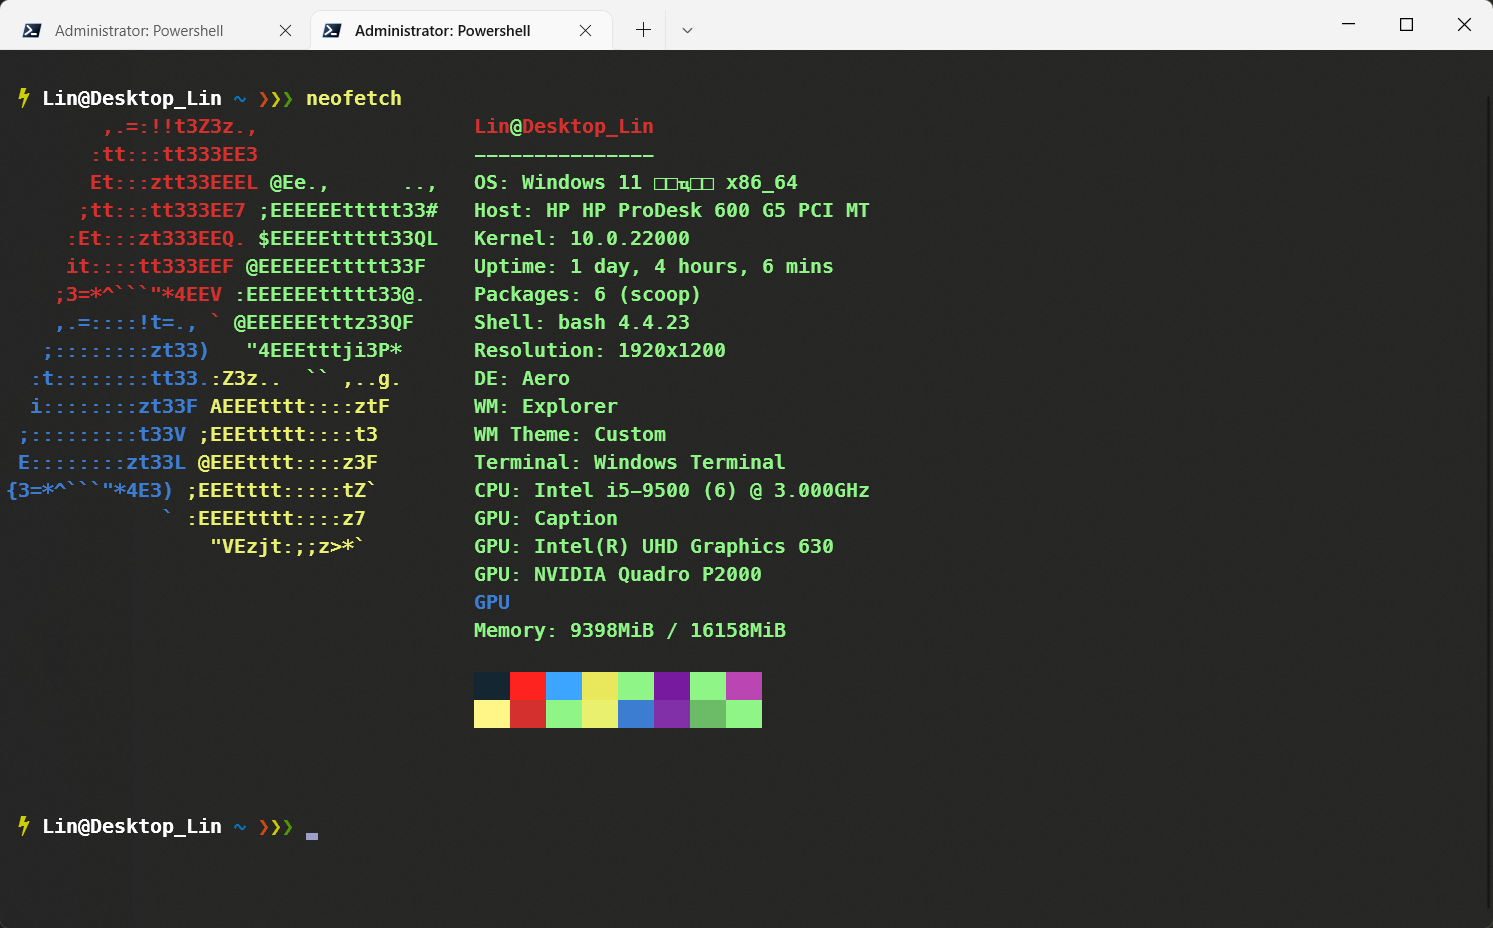 Administrator: Powershell
Administrator: Powershell
Lin@Desktop_Lin ~ ❯❯❯ neofetch
        ,.=:!!t3Z3z.,                  Lin@Desktop_Lin
       :tt:::tt333EE3                  ---------------
       Et:::ztt33EEEL @Ee.,      ..,   OS: Windows 11 □□ҵ□□ x86_64
      ;tt:::tt333EE7 ;EEEEEEttttt33#   Host: HP HP ProDesk 600 G5 PCI MT
     :Et:::zt333EEQ. $EEEEEttttt33QL   Kernel: 10.0.22000
     it::::tt333EEF @EEEEEEttttt33F    Uptime: 1 day, 4 hours, 6 mins
    ;3=*^```"*4EEV :EEEEEEttttt33@.    Packages: 6 (scoop)
    ,.=::::!t=., ` @EEEEEEtttz33QF     Shell: bash 4.4.23
   ;::::::::zt33)   "4EEEtttji3P*      Resolution: 1920x1200
  :t::::::::tt33.:Z3z..  `` ,..g.      DE: Aero
  i::::::::zt33F AEEEtttt::::ztF       WM: Explorer
 ;:::::::::t33V ;EEEttttt::::t3        WM Theme: Custom
 E::::::::zt33L @EEEtttt::::z3F        Terminal: Windows Terminal
{3=*^```"*4E3) ;EEEtttt:::::tZ`        CPU: Intel i5-9500 (6) @ 3.000GHz
             ` :EEEEtttt::::z7         GPU: Caption
                 "VEzjt:;;z>*`         GPU: Intel(R) UHD Graphics 630
                                       GPU: NVIDIA Quadro P2000
                                       GPU
                                       Memory: 9398MiB / 16158MiB
Lin@Desktop_Lin ~ ❯❯❯